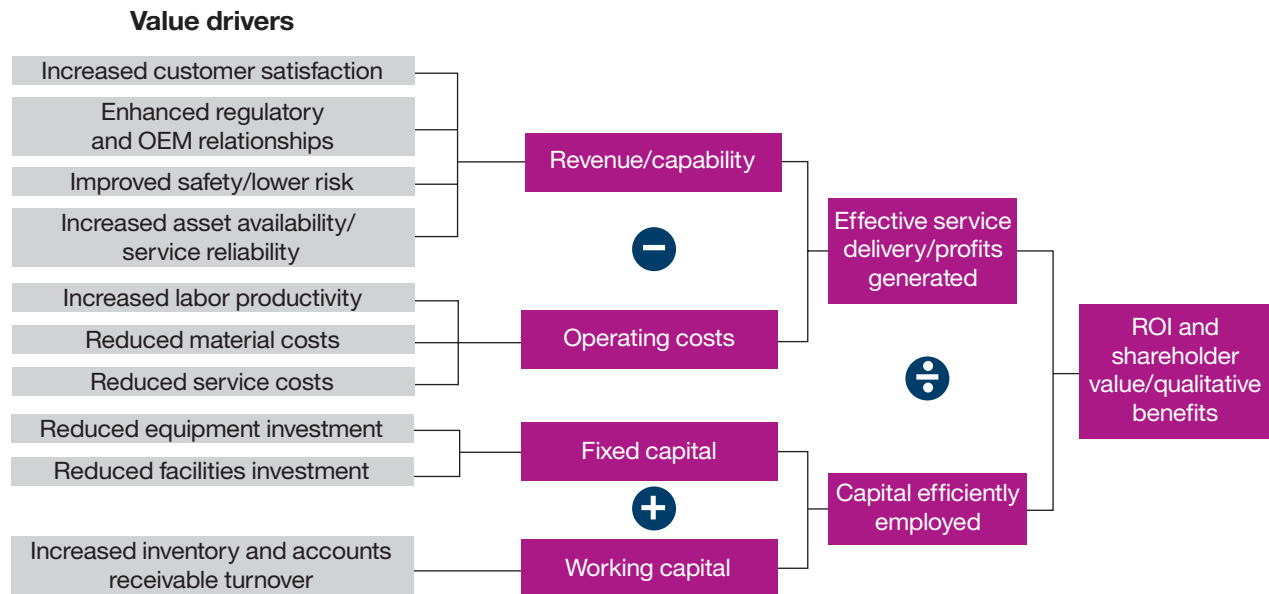 Value drivers
Increased customer satisfaction
Enhanced regulatory
and OEM relationships
Improved safety/lower risk
Increased asset availability/
service reliability
Increased labor productivity
Reduced material costs
Reduced service costs
Reduced equipment investment
Reduced facilities investment
Increased inventory and accounts
receivable turnover
Revenue/capability
−
Operating costs
Fixed capital
+
Working capital
Effective service
delivery/profits
generated
÷
Capital efficiently
employed
ROI and
shareholder
value/qualitative
benefits